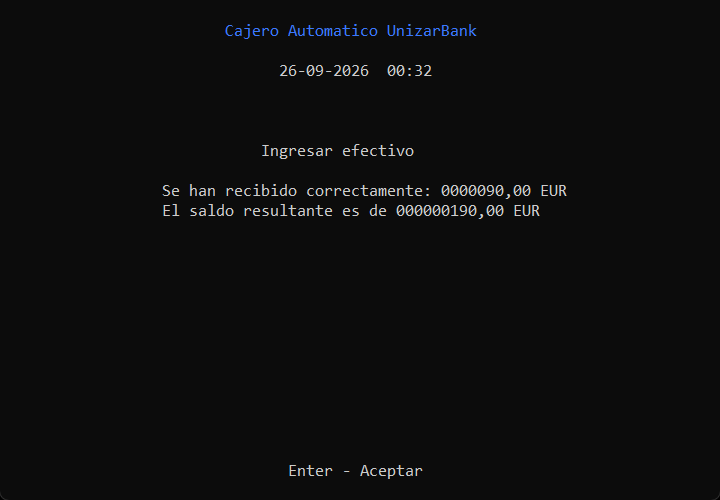 Cajero Automatico UnizarBank
26-09-2026  00:32
Ingresar efectivo
Se han recibido correctamente: 0000090,00 EUR
El saldo resultante es de 000000190,00 EUR
Enter - Aceptar